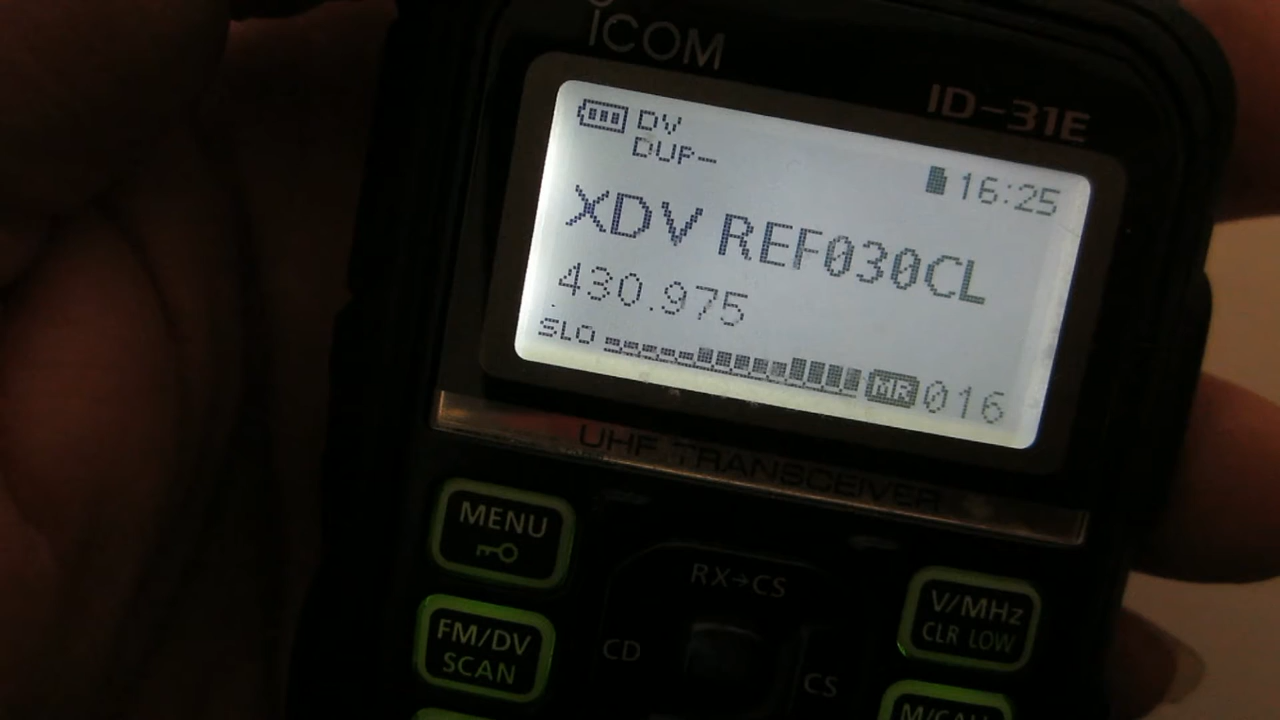 ICOM
ID-31E
DV
DUP-
16:25
XDV REF030CL
430.975
SLO
MR 016
UHF TRANSCEIVER
MENU
RX→CS
V/MHz
CLR LOW
FM/DV
SCAN
CD
CS